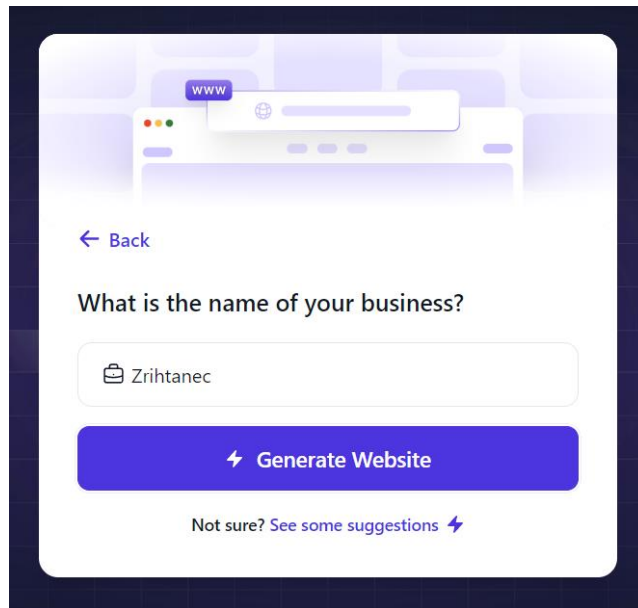 www
Back
What is the name of your business?
Zrihtanec
Generate Website
Not sure? See some suggestions